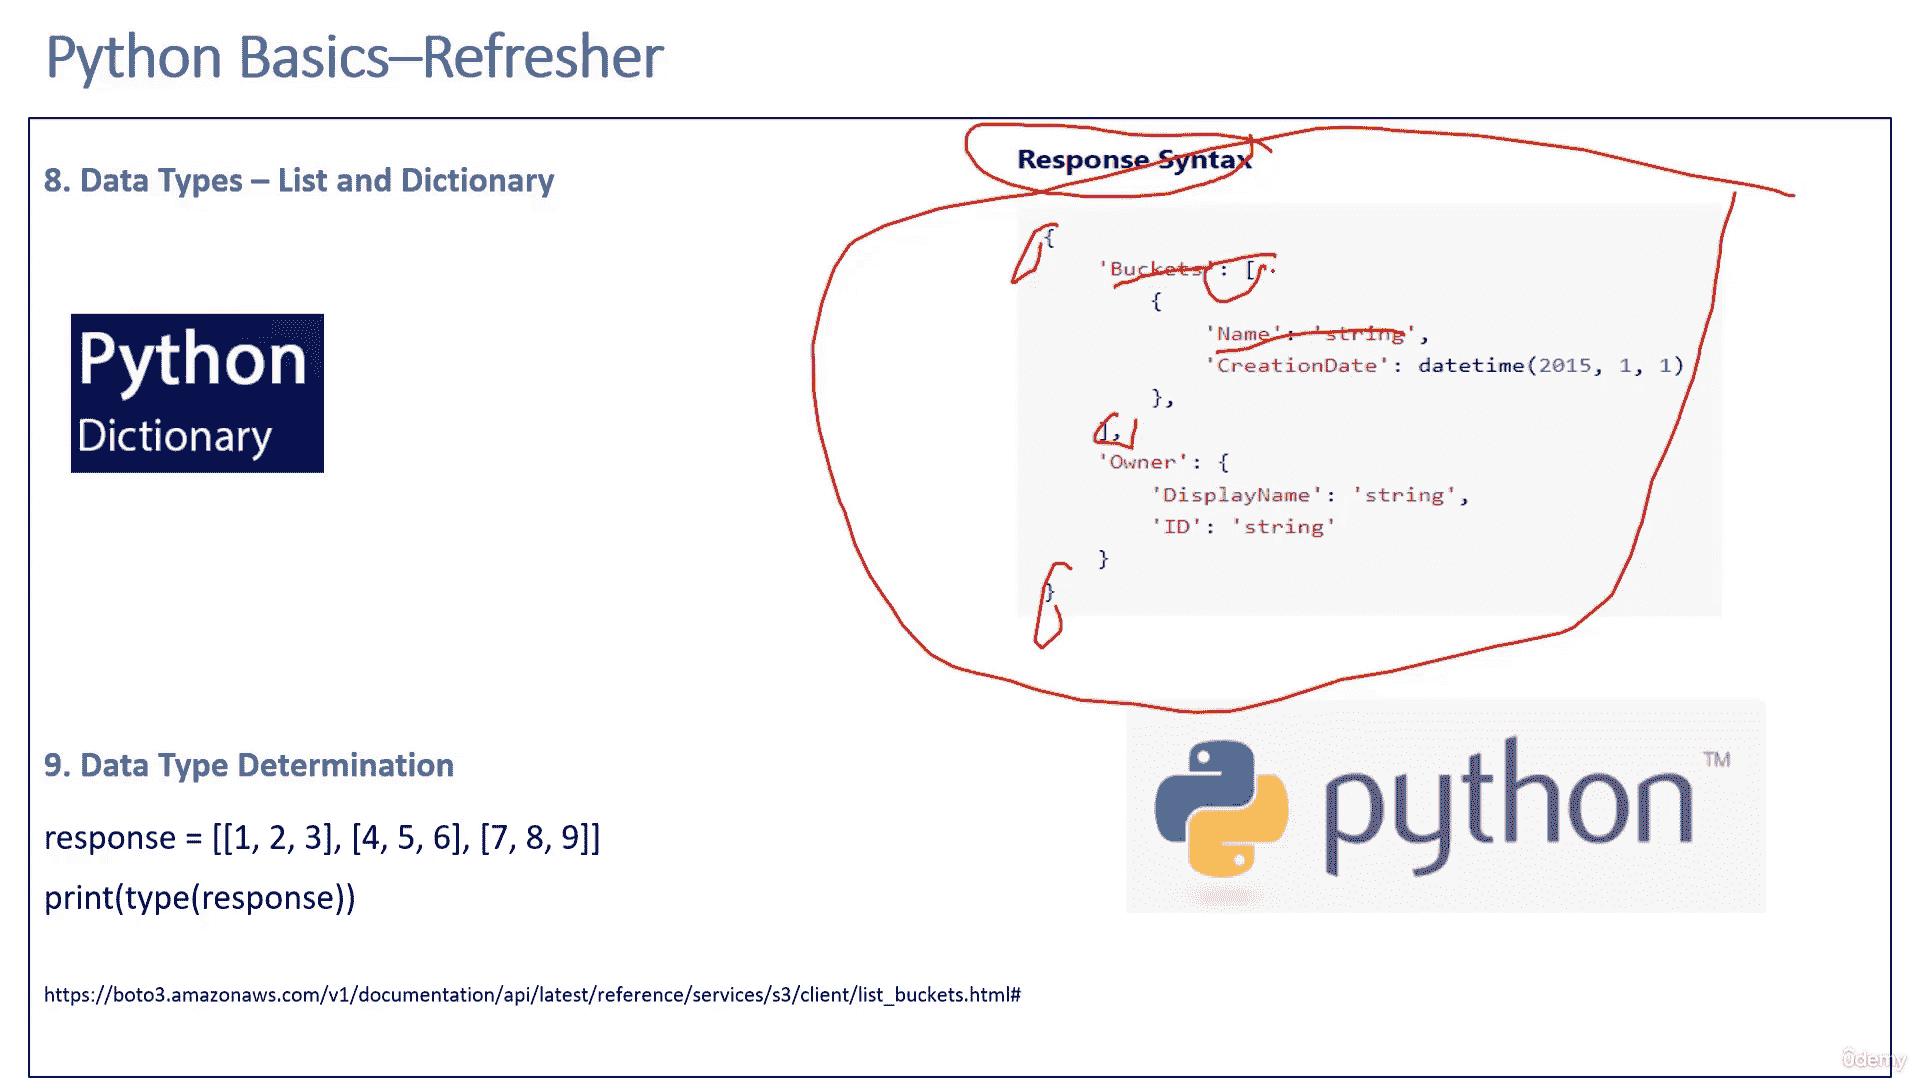 Python Basics–Refresher
8. Data Types – List and Dictionary
Python
Dictionary
Response Syntax
{
'Buckets': [
{
'Name': 'string',
'CreationDate': datetime(2015, 1, 1)
},
],
'Owner': {
'DisplayName': 'string',
'ID': 'string'
}
}
9. Data Type Determination
response = [[1, 2, 3], [4, 5, 6], [7, 8, 9]]
print(type(response))
python TM
https://boto3.amazonaws.com/v1/documentation/api/latest/reference/services/s3/client/list_buckets.html#
ûdemy